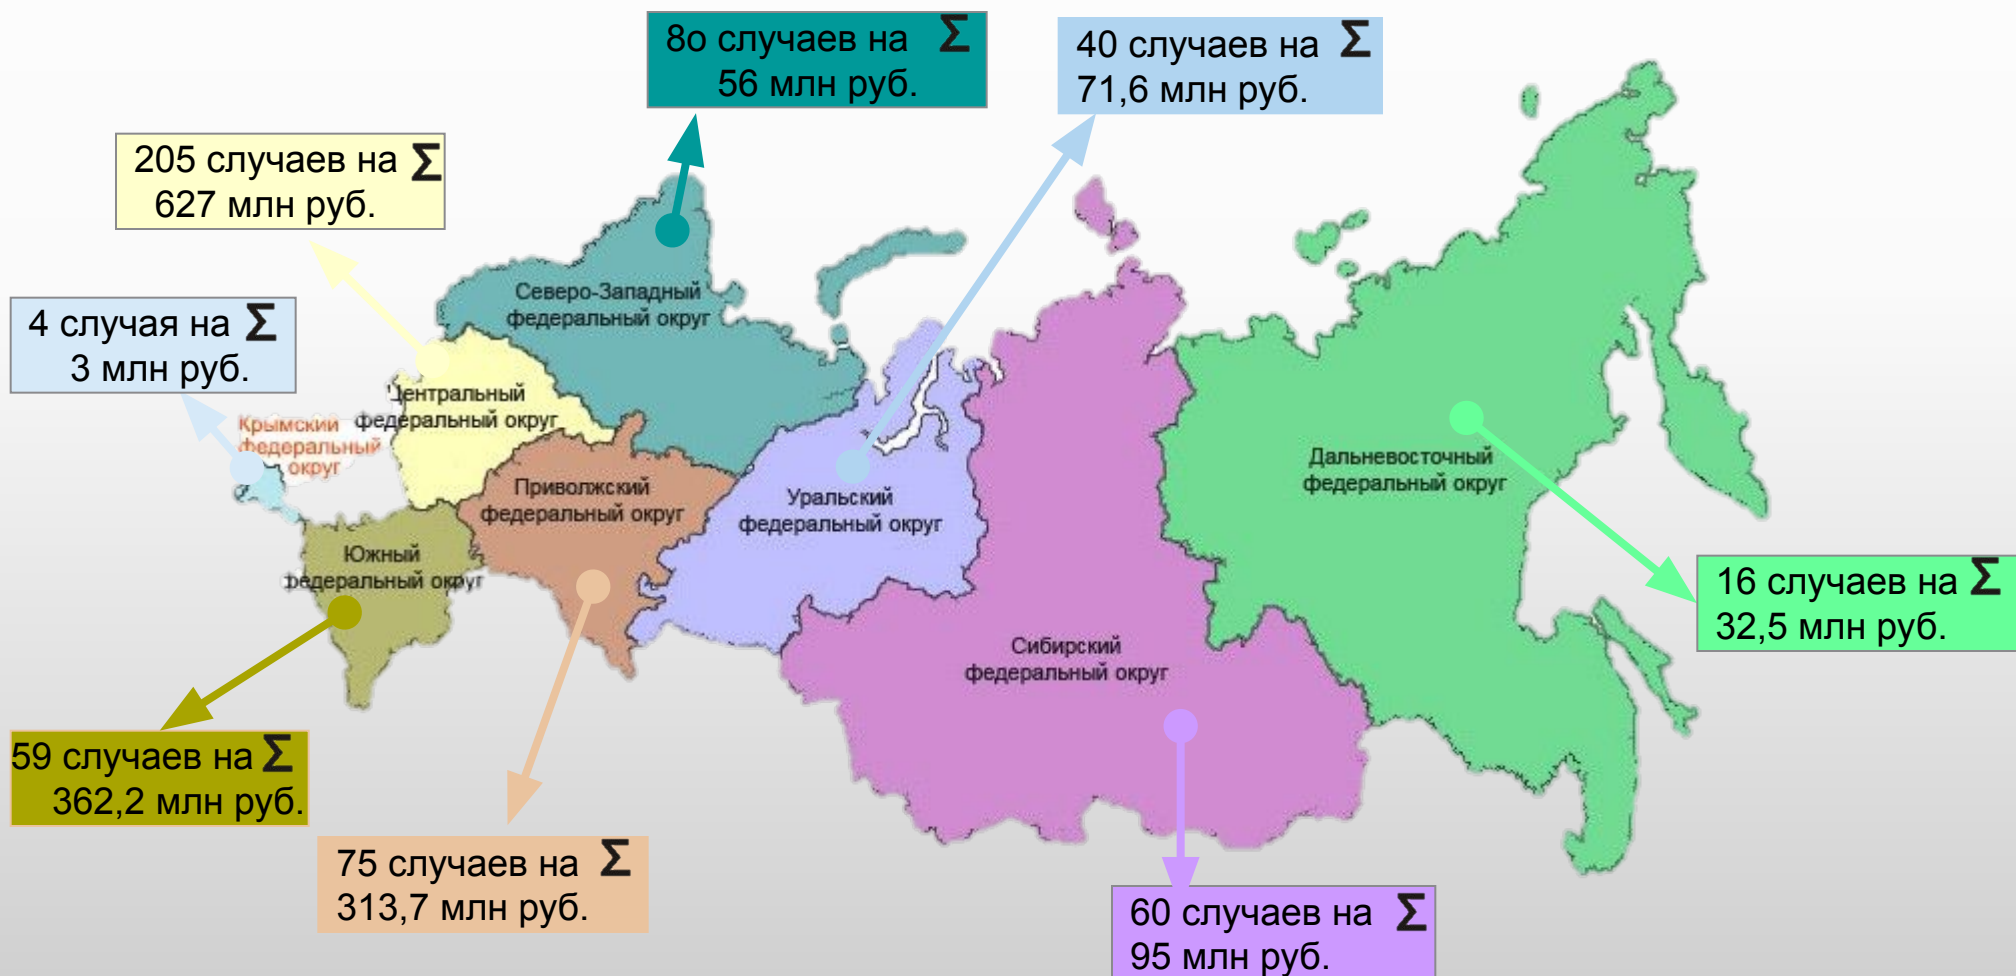 8о случаев на Σ
56 млн руб.
40 случаев на Σ
71,6 млн руб.
205 случаев на Σ
627 млн руб.
4 случая на Σ
3 млн руб.
Северо-Западный
федеральный округ
Центральный
федеральный округ
Крымский
федеральный
округ
Приволжский
федеральный округ
Уральский
федеральный округ
Дальневосточный
федеральный округ
Южный
федеральный округ
Сибирский
федеральный округ
16 случаев на Σ
32,5 млн руб.
59 случаев на Σ
362,2 млн руб.
75 случаев на Σ
313,7 млн руб.
60 случаев на Σ
95 млн руб.